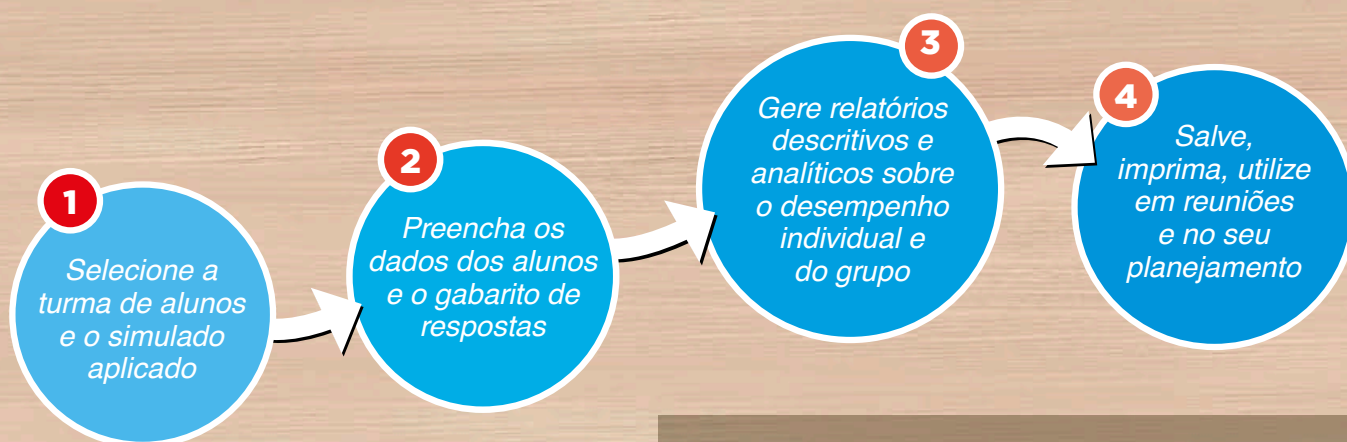 1
Selecione a
turma de alunos
e o simulado
aplicado
2
Preencha os
dados dos alunos
e o gabarito de
respostas
3
Gere relatórios
descritivos e
analíticos sobre
o desempenho
individual e
do grupo
4
Salve,
imprima, utilize
em reuniões
e no seu
planejamento